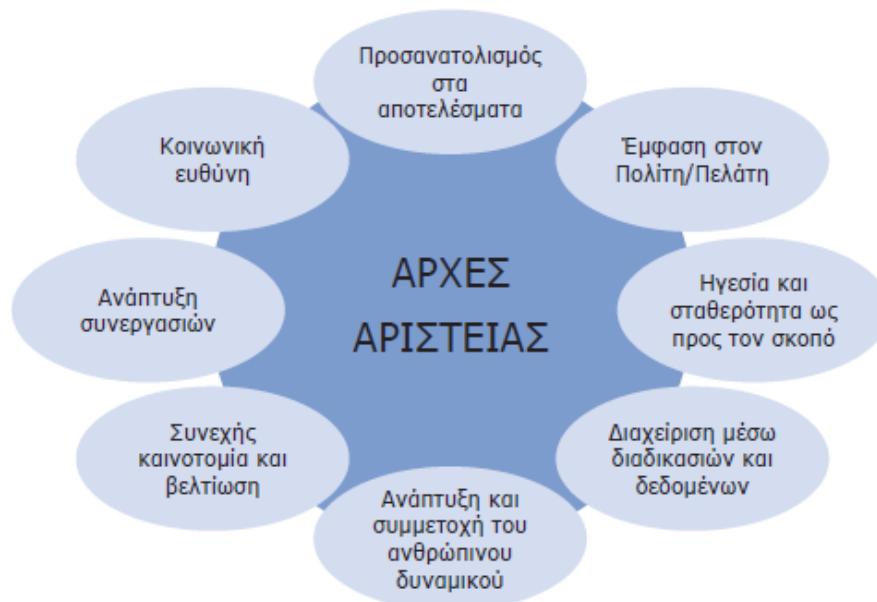 Προσανατολισμός
στα
αποτελέσματα
Έμφαση στον
Πολίτη/Πελάτη
Ηγεσία και
σταθερότητα ως
προς τον σκοπό
Διαχείριση μέσω
διαδικασιών και
δεδομένων
Ανάπτυξη και
συμμετοχή του
ανθρώπινου
δυναμικού
Συνεχής
καινοτομία και
βελτίωση
Ανάπτυξη
συνεργασιών
Κοινωνική
ευθύνη
ΑΡΧΕΣ
ΑΡΙΣΤΕΙΑΣ